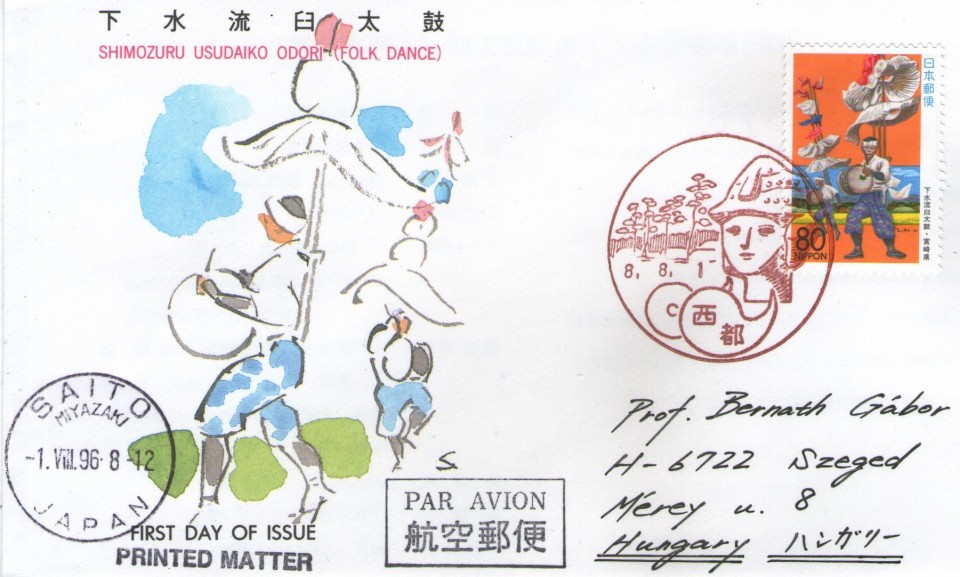 下水流臼太鼓
SHIMOZURU USUDAIKO ODORI (FOLK DANCE)
日本郵便
下水流臼太鼓・宮崎県
80
NIPPON
8. 8. 1
C
西都
SAITO
MIYAZAKI
-1.VIII.96. 8-12
JAPAN
Prof. Bernath Gábor
H-6722 Szeged
Mérey u. 8
Hungary ハンガリー
S
PAR AVION
航空郵便
FIRST DAY OF ISSUE
PRINTED MATTER